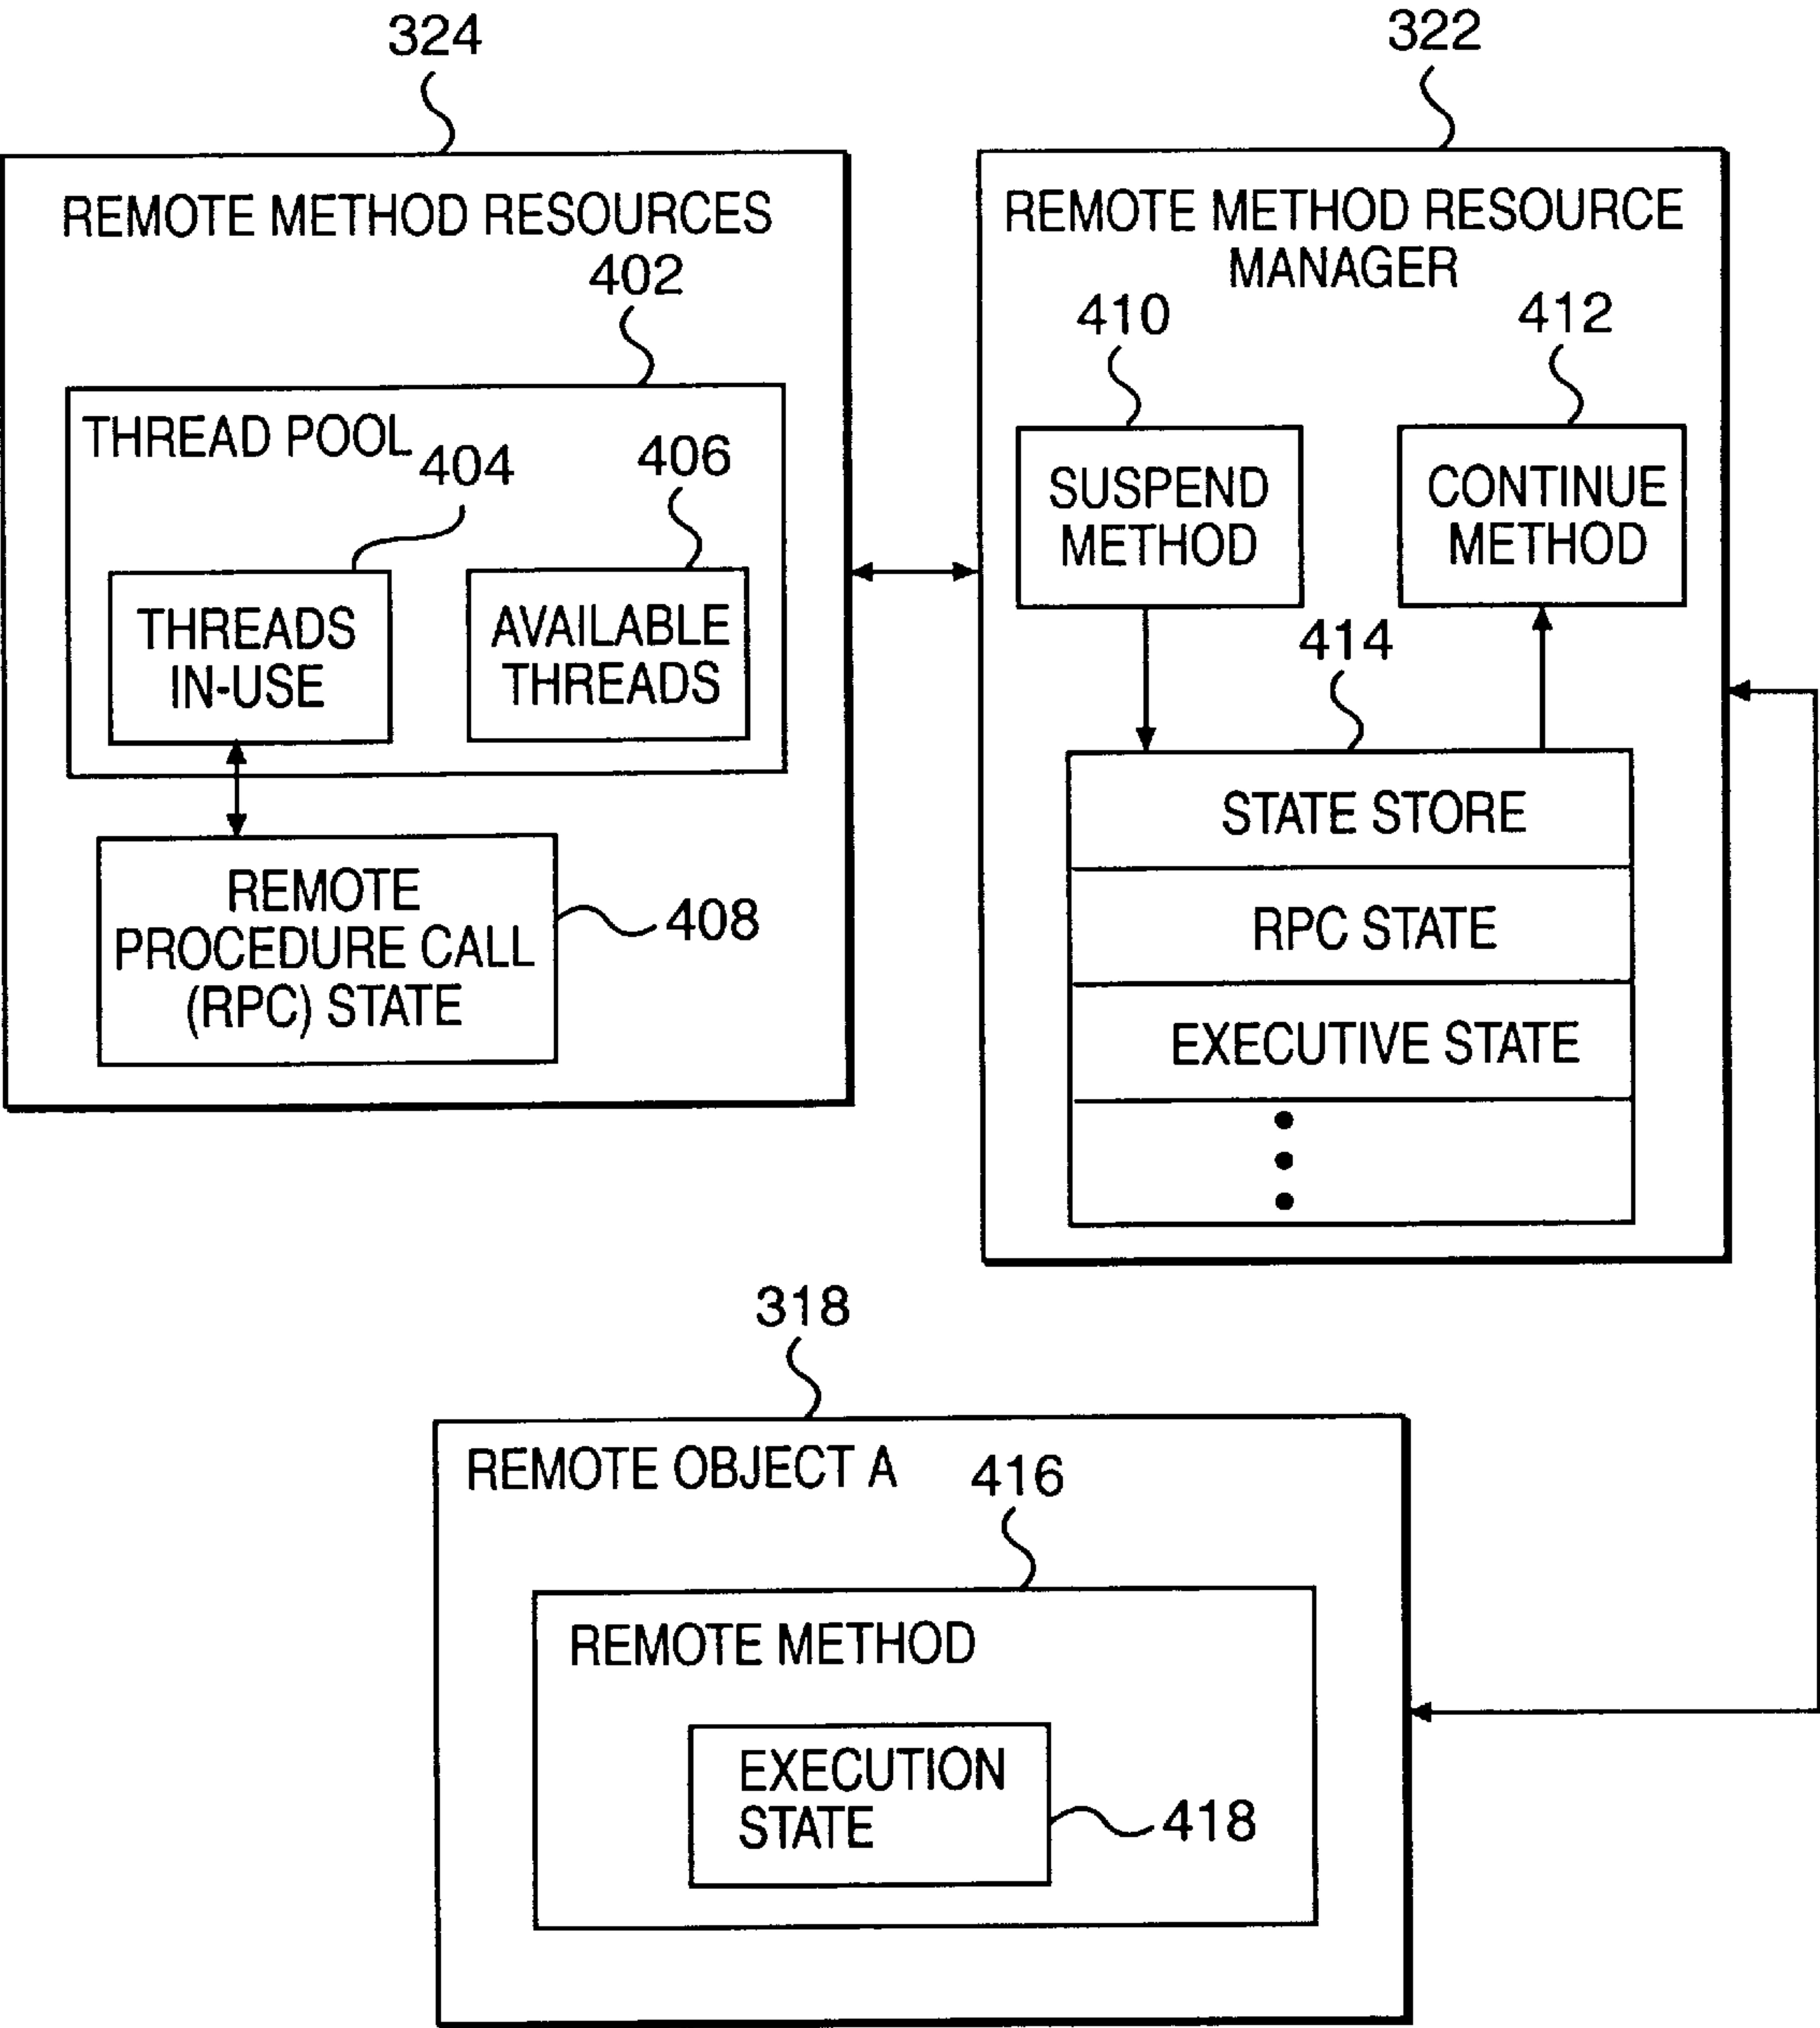 324
REMOTE METHOD RESOURCES
402
THREAD POOL
404
406
THREADS
IN-USE
AVAILABLE
THREADS
REMOTE
PROCEDURE CALL
(RPC) STATE
408
322
REMOTE METHOD RESOURCE
MANAGER
410
412
SUSPEND
METHOD
CONTINUE
METHOD
414
STATE STORE
RPC STATE
EXECUTIVE STATE
318
REMOTE OBJECT A
416
REMOTE METHOD
EXECUTION
STATE
418